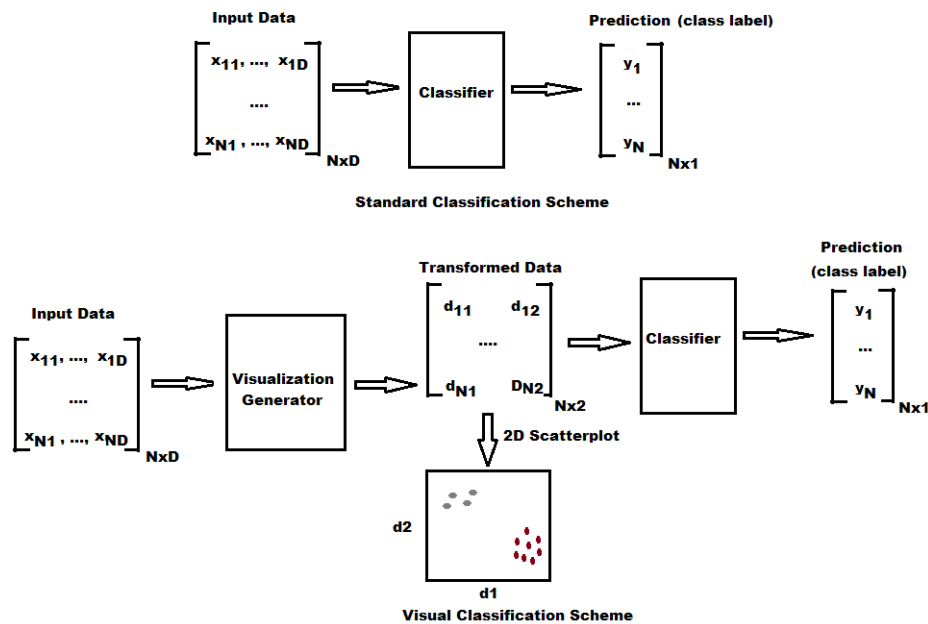 Input Data
Prediction (class label)
x11, ..., x1D
....
xN1 , ..., xND
NxD
Classifier
y1
...
yN
Nx1
Standard Classification Scheme
Input Data
x11, ..., x1D
....
xN1 , ..., xND
NxD
Visualization
Generator
Transformed Data
d11 d12
....
dN1 DN2
Nx2
2D Scatterplot
d2
d1
Classifier
Prediction
(class label)
y1
...
yN
Nx1
Visual Classification Scheme